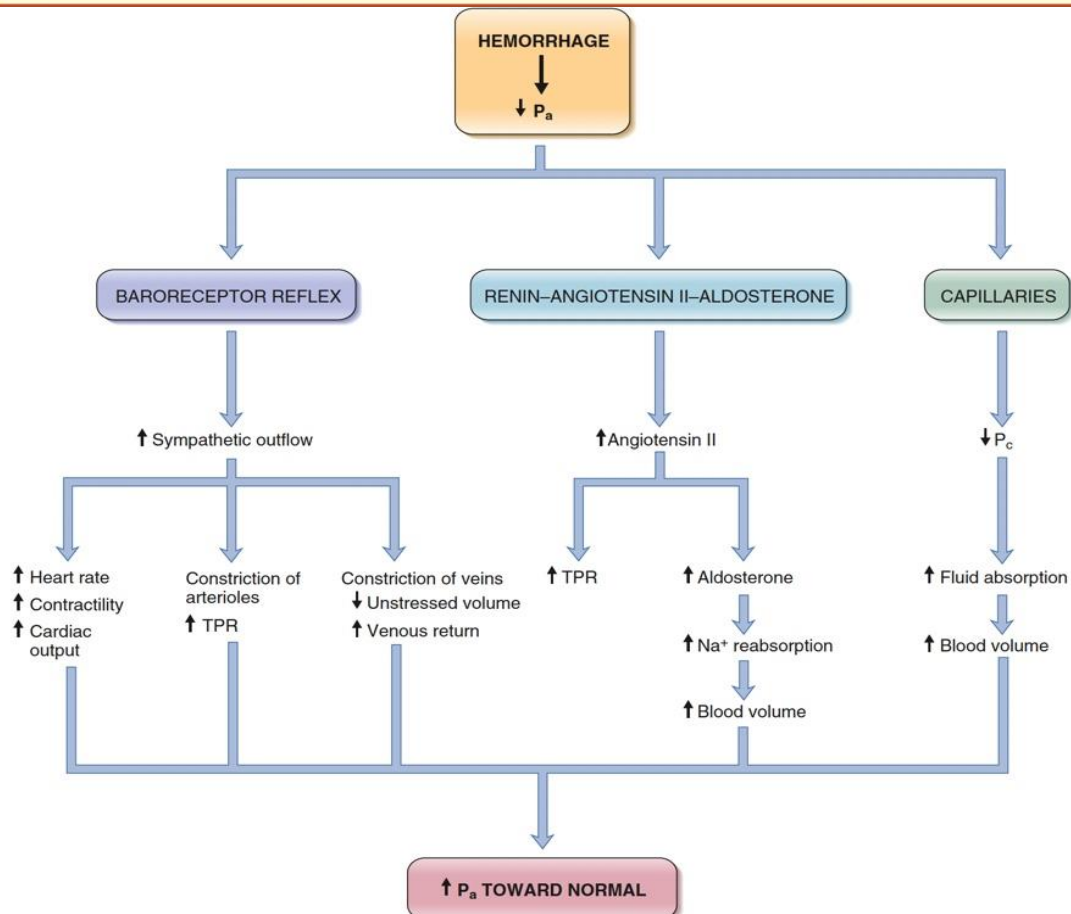 HEMORRHAGE
↓ Pₐ
BARORECEPTOR REFLEX
RENIN–ANGIOTENSIN II–ALDOSTERONE
CAPILLARIES
↑ Sympathetic outflow
↑ Angiotensin II
↓ P꜀
↑ Heart rate
↑ Contractility
↑ Cardiac
output
Constriction of
arterioles
↑ TPR
Constriction of veins
↓ Unstressed volume
↑ Venous return
↑ TPR
↑ Aldosterone
↑ Na⁺ reabsorption
↑ Blood volume
↑ Fluid absorption
↑ Blood volume
↑ Pₐ TOWARD NORMAL